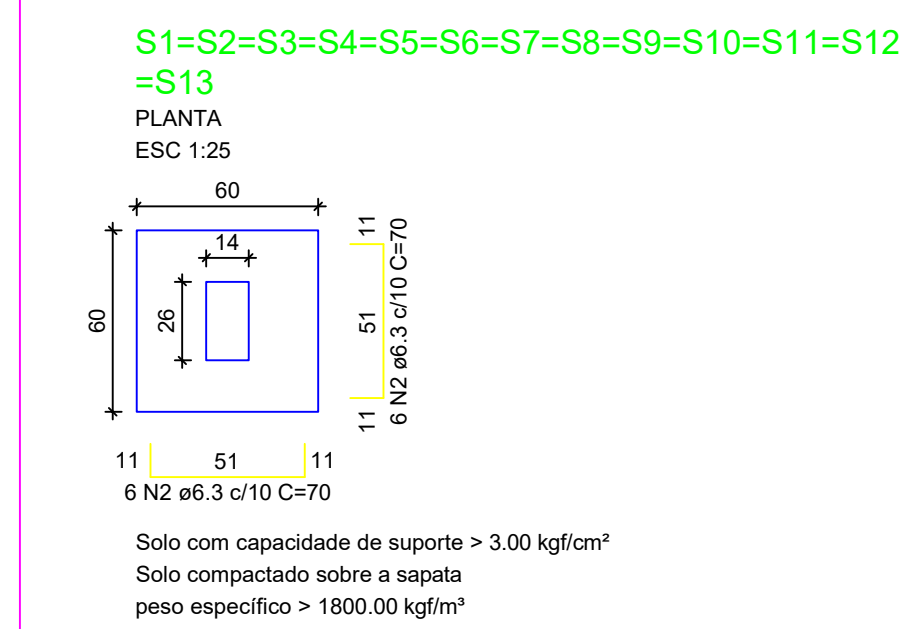 S1=S2=S3=S4=S5=S6=S7=S8=S9=S10=S11=S12
=S13
PLANTA
ESC 1:25
60
14
60
26
11
51
11
6 N2 ø6.3 c/10 C=70
11
51
11
6 N2 ø6.3 c/10 C=70
Solo com capacidade de suporte > 3.00 kgf/cm²
Solo compactado sobre a sapata
peso específico > 1800.00 kgf/m³